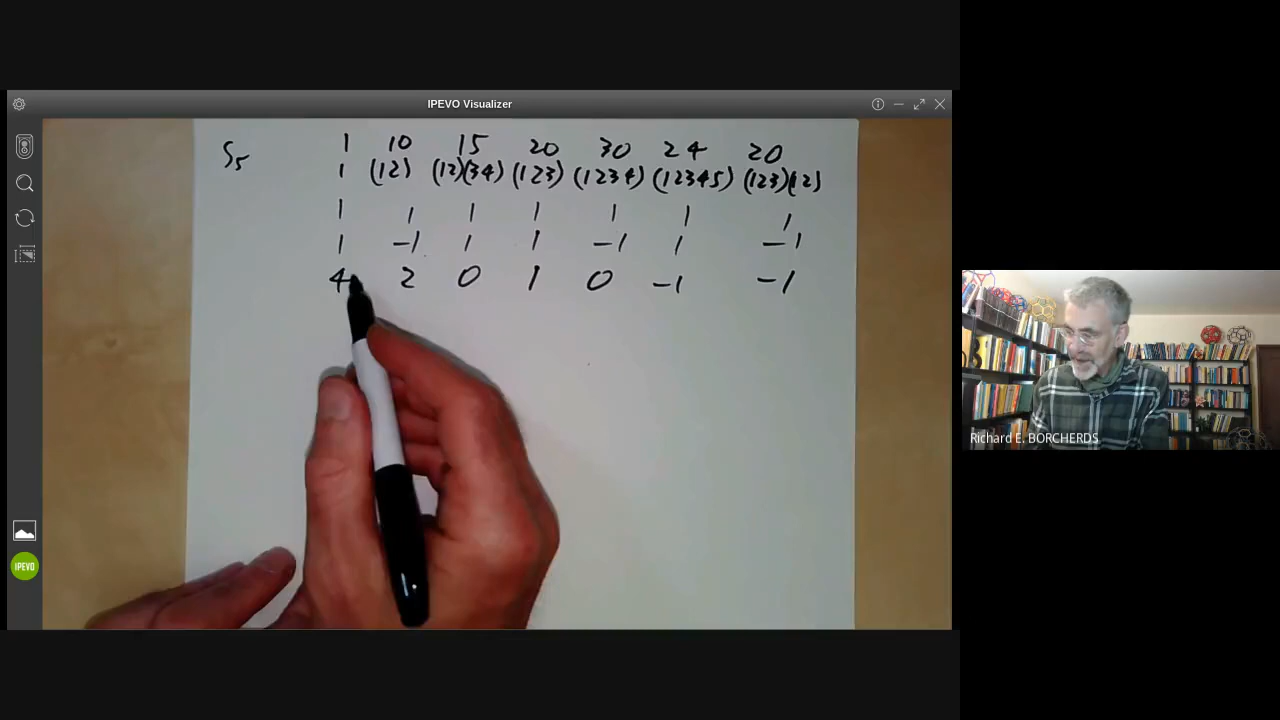 IPEVO Visualizer
S5 1 10 15 20 30 24 20
1 (12) (12)(34) (123) (1234) (12345) (123)(12)
1 1 1 1 1 1 1
1 -1 1 1 -1 1 -1
4 2 0 1 0 -1 -1
IPEVO
Richard E. BORCHERDS